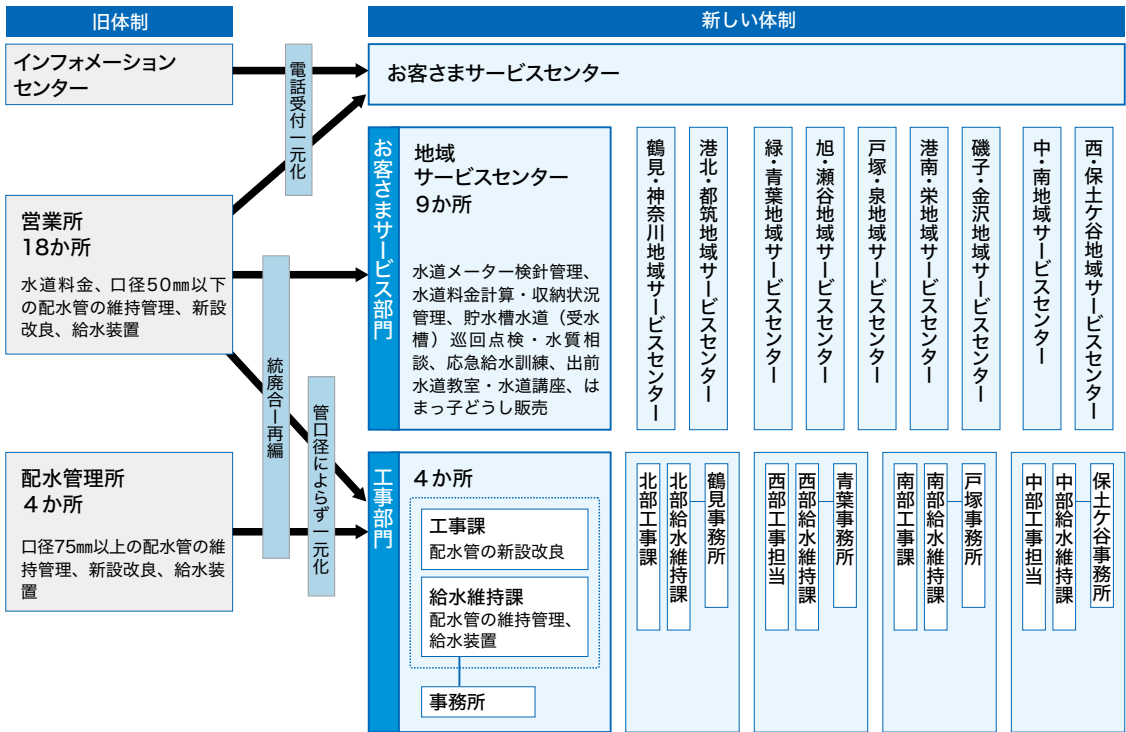 旧体制
新しい体制
インフォメーション
センター
電話受付一元化
お客さまサービスセンター
営業所
18か所
水道料金、口径50㎜以下
の配水管の維持管理、新設
改良、給水装置
配水管理所
4か所
口径75㎜以上の配水管の維
持管理、新設改良、給水装
置
統廃合ー再編
管口径によらず一元化
お客さまサービス部門
地域
サービスセンター
9か所
水道メーター検針管理、
水道料金計算・収納状況
管理、貯水槽水道（受水
槽）巡回点検・水質相
談、応急給水訓練、出前
水道教室・水道講座、は
まっ子どうし販売
鶴見・神奈川地域サービスセンター
港北・都筑地域サービスセンター
緑・青葉地域サービスセンター
旭・瀬谷地域サービスセンター
戸塚・泉地域サービスセンター
港南・栄地域サービスセンター
磯子・金沢地域サービスセンター
中・南地域サービスセンター
西・保土ケ谷地域サービスセンター
工事部門
4か所
工事課
配水管の新設改良
給水維持課
配水管の維持管理、
給水装置
事務所
北部工事課
北部給水維持課
鶴見事務所
西部工事担当
西部給水維持課
青葉事務所
南部工事課
南部給水維持課
戸塚事務所
中部工事担当
中部給水維持課
保土ケ谷事務所